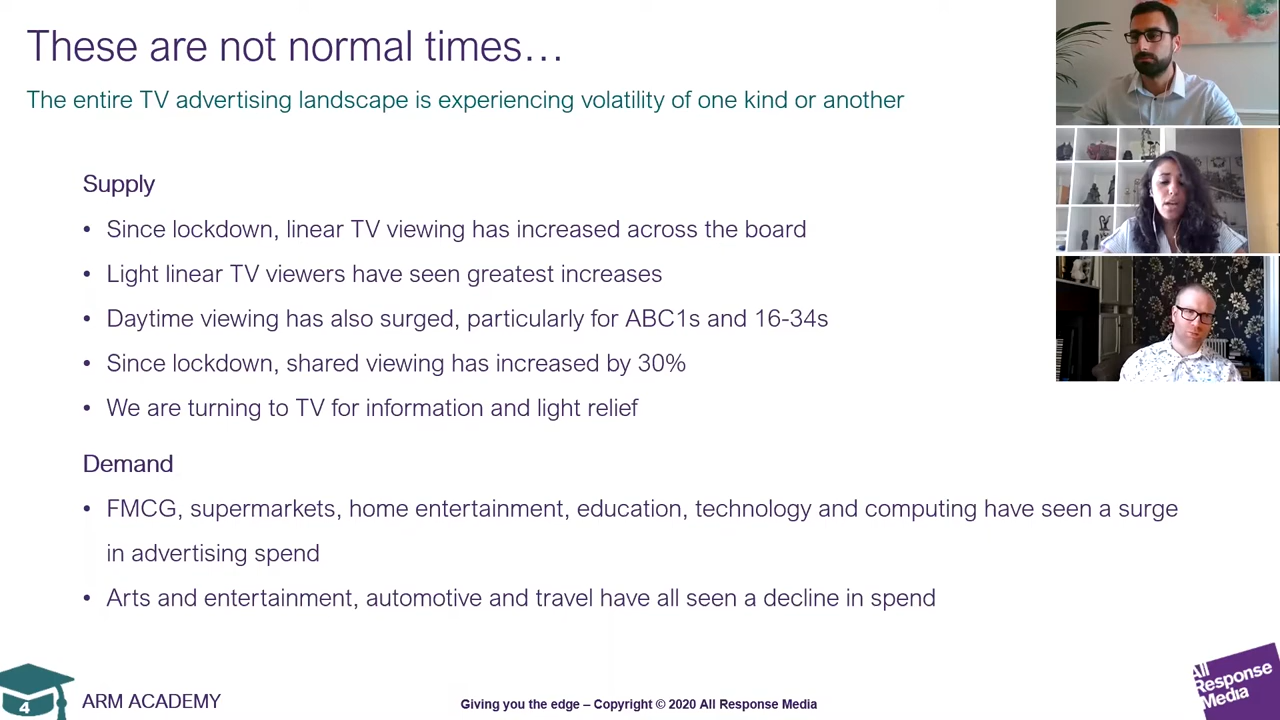 These are not normal times…
The entire TV advertising landscape is experiencing volatility of one kind or another
Supply
• Since lockdown, linear TV viewing has increased across the board
• Light linear TV viewers have seen greatest increases
• Daytime viewing has also surged, particularly for ABC1s and 16-34s
• Since lockdown, shared viewing has increased by 30%
• We are turning to TV for information and light relief
Demand
• FMCG, supermarkets, home entertainment, education, technology and computing have seen a surge
in advertising spend
• Arts and entertainment, automotive and travel have all seen a decline in spend
4
ARM ACADEMY
Giving you the edge – Copyright © 2020 All Response Media
All
Response
Media